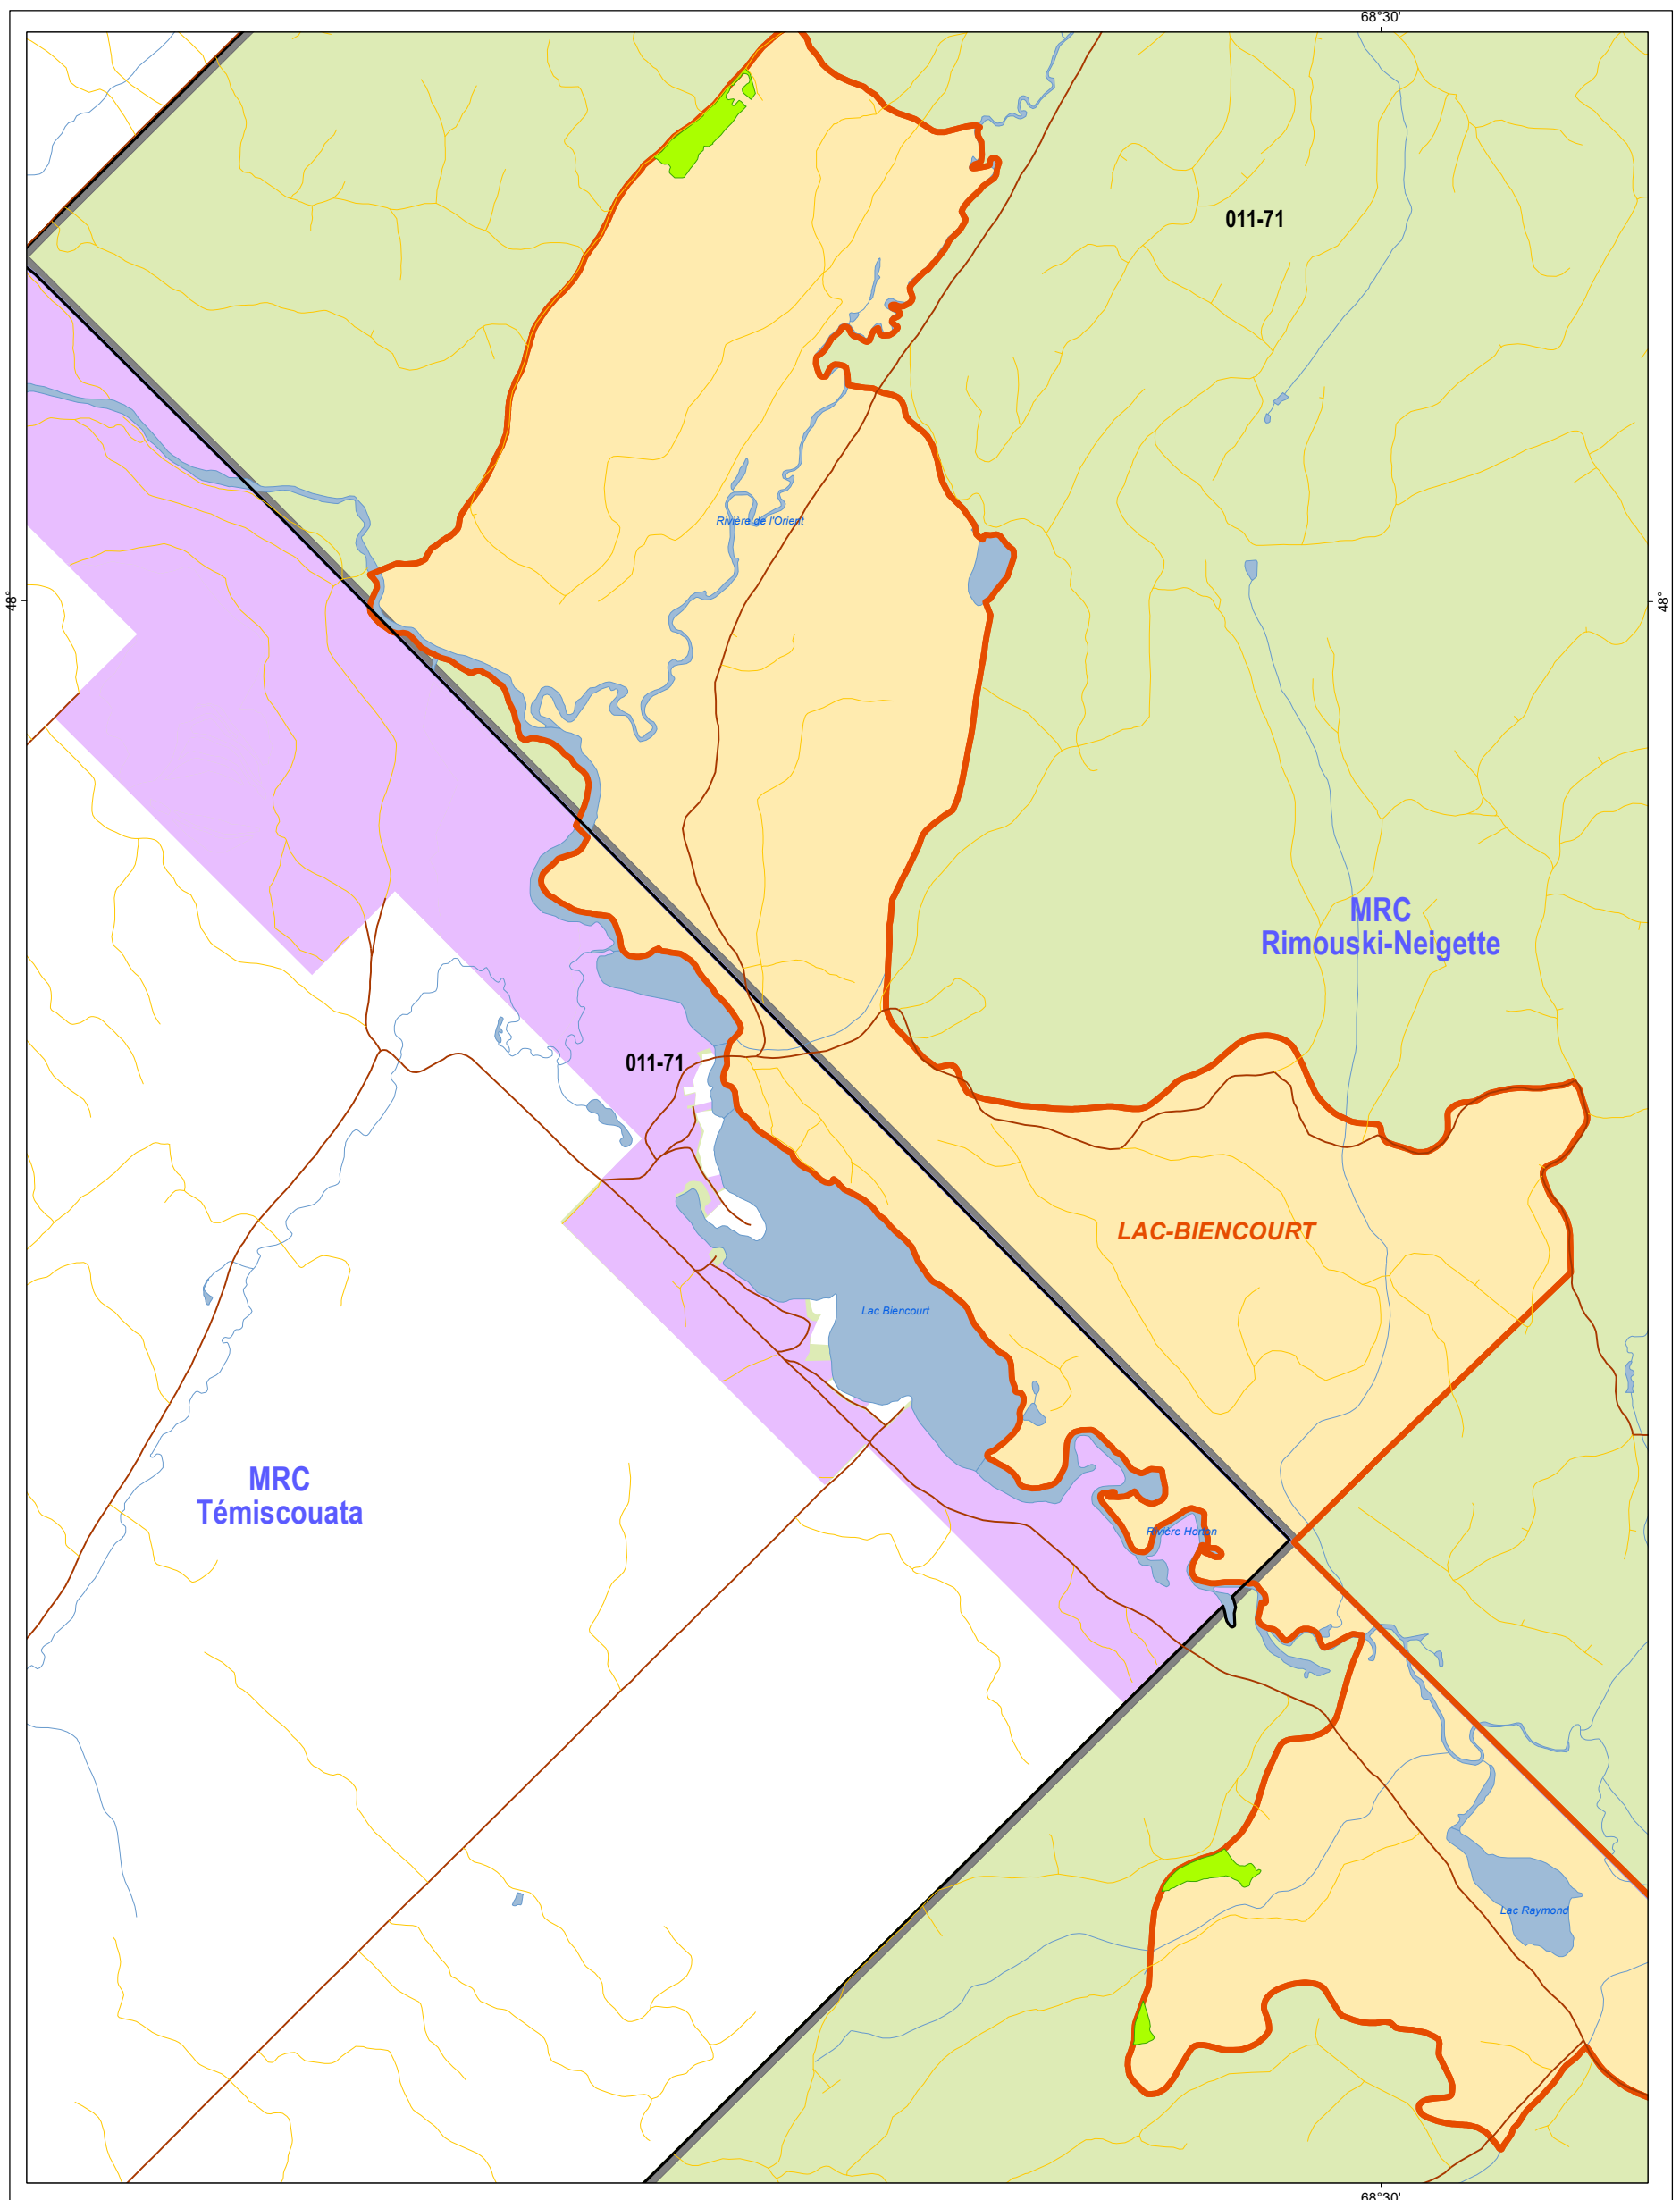 68°30'
011-71
Rivière de l'Orient
48°
48°
MRC
Rimouski-Neigette
011-71
LAC-BIENCOURT
Lac Biencourt
MRC
Témiscouata
Rivière Horton
Lac Raymond
68°30'